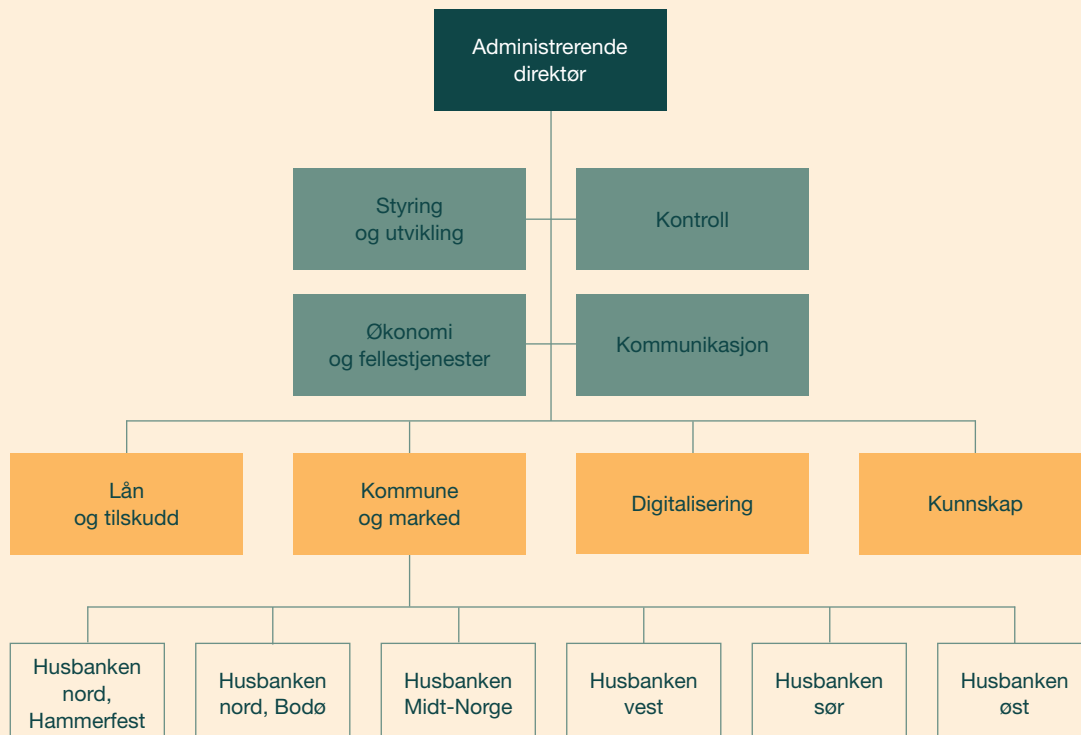 Administrerende
direktør
Styring
og utvikling
Kontroll
Økonomi
og fellestjenester
Kommunikasjon
Lån
og tilskudd
Kommune
og marked
Digitalisering
Kunnskap
Husbanken
nord,
Hammerfest
Husbanken
nord, Bodø
Husbanken
Midt-Norge
Husbanken
vest
Husbanken
sør
Husbanken
øst